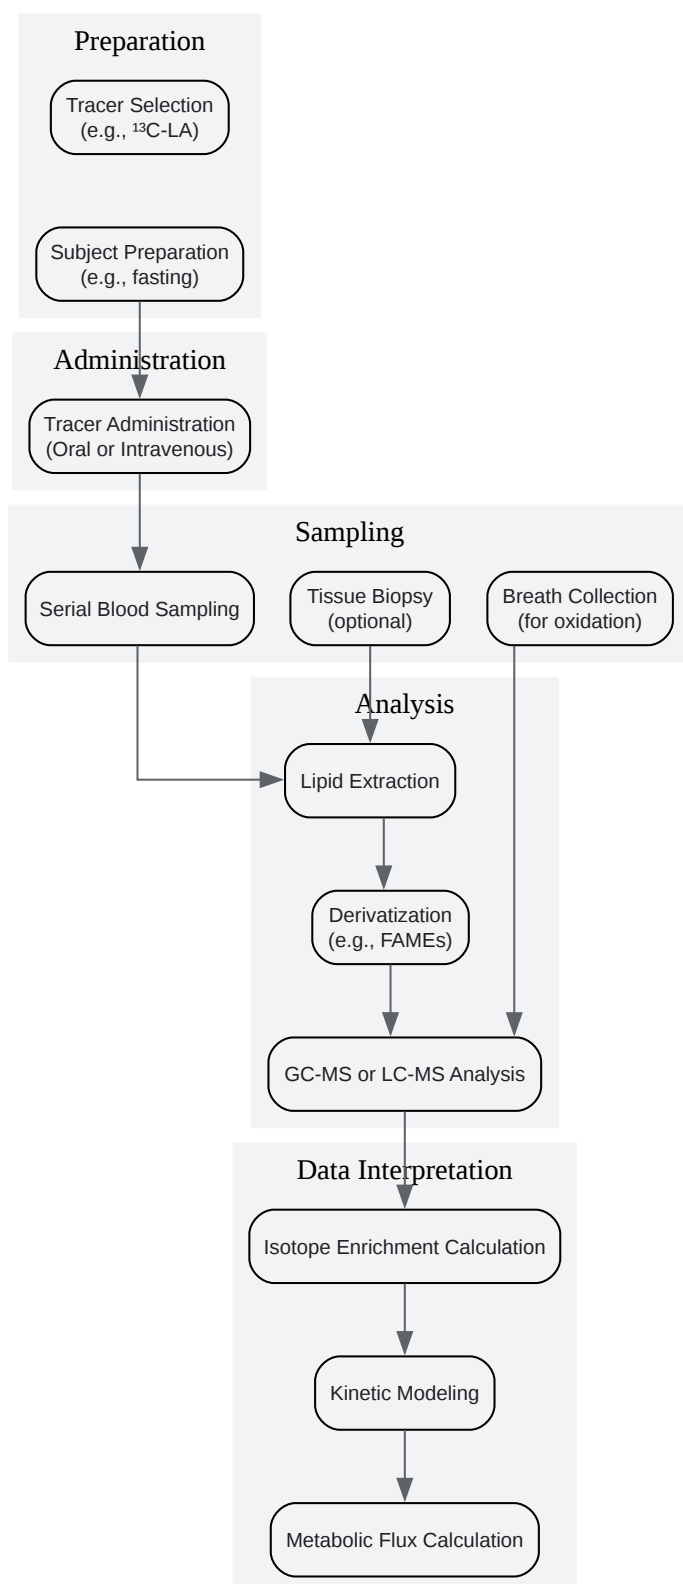 Preparation
Tracer Selection
(e.g., ¹³C-LA)
Subject Preparation
(e.g., fasting)
Administration
Tracer Administration
(Oral or Intravenous)
Sampling
Serial Blood Sampling
Tissue Biopsy
(optional)
Breath Collection
(for oxidation)
Analysis
Lipid Extraction
Derivatization
(e.g., FAMEs)
GC-MS or LC-MS Analysis
Data Interpretation
Isotope Enrichment Calculation
Kinetic Modeling
Metabolic Flux Calculation